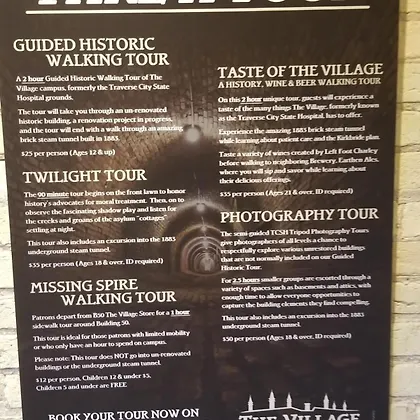 GUIDED HISTORIC
WALKING TOUR
A 2 hour Guided Historic Walking Tour of The
Village campus, formerly the Traverse City State
Hospital grounds.
The tour will take you through an un-renovated
historic building, a renovation project in progress,
and the tour will end with a walk through an amazing
brick steam tunnel built in 1883.
$25 per person (Ages 12 & up)
TWILIGHT TOUR
The 90 minute tour begins on the front lawn to honor
history's advocates for moral treatment. Then, on to
observe the fascinating shadow play and listen for
the creeks and groans of the asylum "cottages"
settling at night.
This tour also includes an excursion into the 1883
underground steam tunnel.
$35 per person (Ages 18 & over, ID required)
MISSING SPIRE
WALKING TOUR
Patrons depart from B50 The Village Store for a 1 hour
sidewalk tour around Building 50.
This tour is ideal for those patrons with limited mobility
or who only have an hour to spend on campus.
Please note: This tour does NOT go into un-renovated
buildings or the underground steam tunnel.
$12 per person, Children 12 & under $5,
Children 5 and under are FREE
BOOK YOUR TOUR NOW ON
TASTE OF THE VILLAGE
A HISTORY, WINE & BEER WALKING TOUR
On this 2 hour unique tour, guests will experience a
taste of the many things The Village, formerly known
as the Traverse City State Hospital, has to offer.
Experience the amazing 1883 brick steam tunnel
while learning about patient care and the Kirkbride plan.
Taste a variety of wines created by Left Foot Charley
before walking to neighboring Brewery, Earthen Ales,
where you will sip and savor while learning about
their delicious offerings.
$35 per person (Ages 21 & over, ID required)
PHOTOGRAPHY TOUR
The semi-guided TCSH Tripod Photography Tours
give photographers of all levels a chance to
respectfully explore various unrestored buildings
that are not normally included on our Guided
Historic Tour.
For 2.5 hours smaller groups are escorted through a
variety of spaces such as basements and attics, with
enough time to allow everyone opportunities to
capture the building elements they find compelling.
This tour also includes an excursion into the 1883
underground steam tunnel.
$50 per person (Ages 18 & over, ID required)
THE VILLAGE